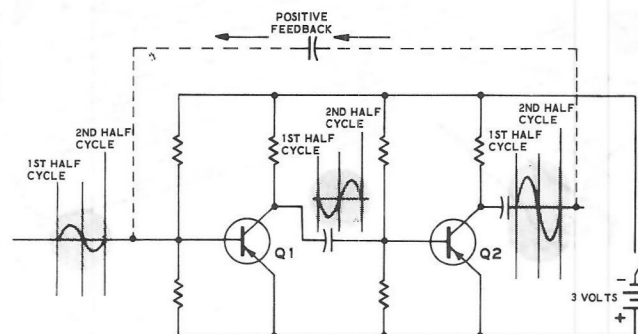 POSITIVE
FEEDBACK
2ND HALF
CYCLE
1ST HALF
CYCLE
2ND HALF
CYCLE
1ST HALF
CYCLE
2ND HALF
CYCLE
1ST HALF
CYCLE
Q1
Q2
3 VOLTS
-
+